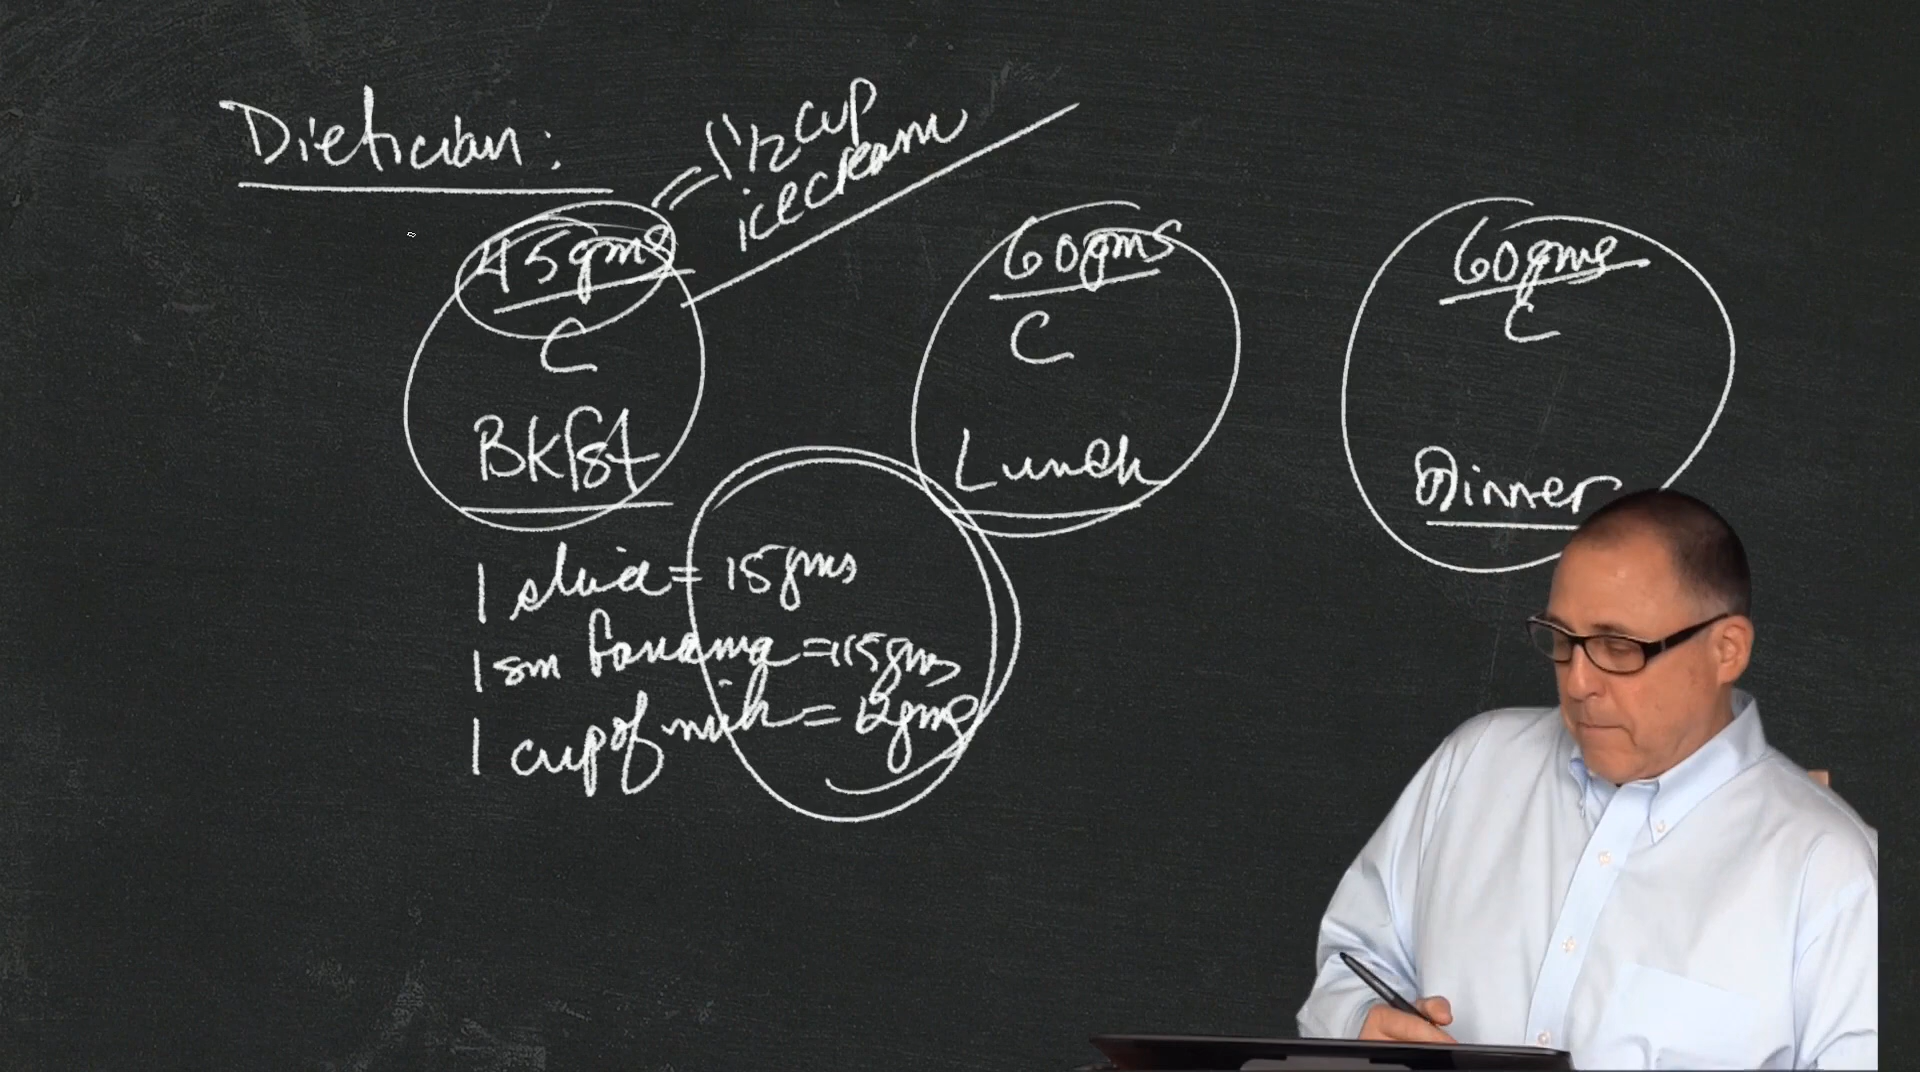 Dietician:
1 1/2 cup
icecream
45gms
C
BKfst
60gms
C
Lunch
60gms
C
Dinner
1 slice = 15gms
1 sm banana = 15gms
1 cup of milk = 12gms